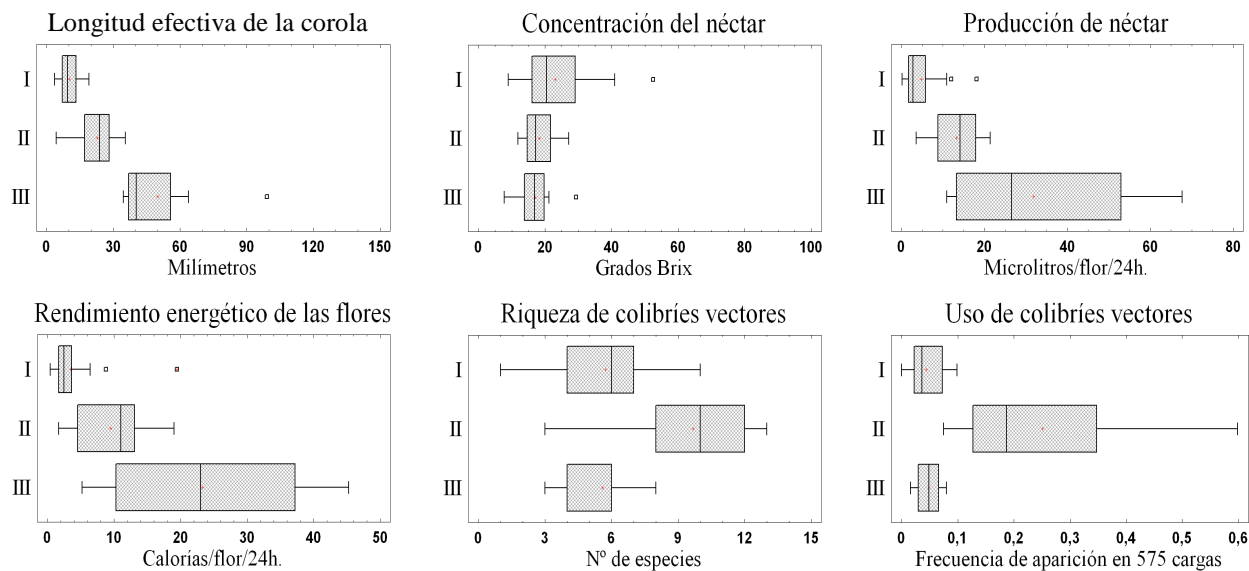 Longitud efectiva de la corola
I
II
III
0 30 60 90 120 150
Milímetros
Concentración del néctar
I
II
III
0 20 40 60 80 100
Grados Brix
Producción de néctar
I
II
III
0 20 40 60 80
Microlitros/flor/24h.
Rendimiento energético de las flores
I
II
III
0 10 20 30 40 50
Calorías/flor/24h.
Riqueza de colibríes vectores
I
II
III
0 3 6 9 12 15
Nº de especies
Uso de colibríes vectores
I
II
III
0 0,1 0,2 0,3 0,4 0,5 0,6
Frecuencia de aparición en 575 cargas